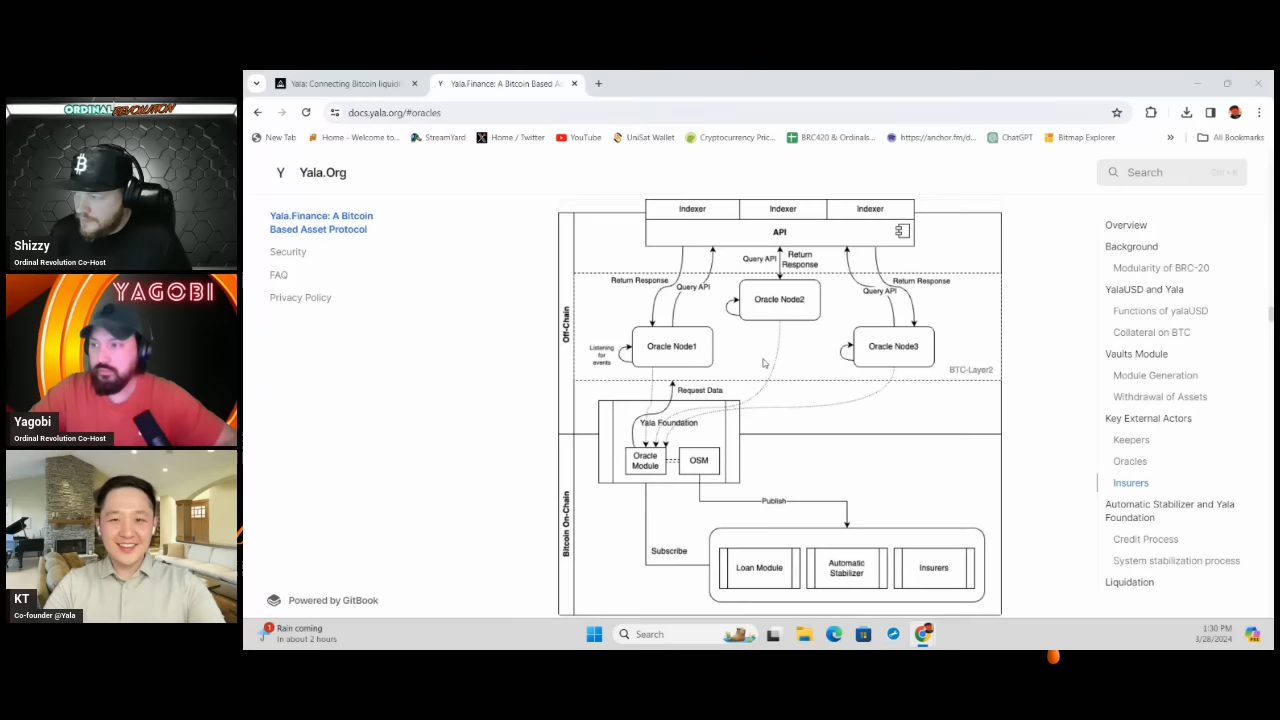 ORDINAL REVOLUTION
Shizzy
Ordinal Revolution Co-Host
YAGOBI
Yagobi
Ordinal Revolution Co-Host
KT
Co-founder @Yala
Yala: Connecting Bitcoin liquidi
Yala.Finance: A Bitcoin Based A
docs.yala.org/#oracles
New Tab
Home - Welcome to...
StreamYard
Home / Twitter
YouTube
UniSat Wallet
Cryptocurrency Pric...
BRC420 & Ordinals...
https://anchor.fm/d...
ChatGPT
Bitmap Explorer
»
All Bookmarks
Y
Yala.Org
Search
Ctrl + K
Yala.Finance: A Bitcoin
Based Asset Protocol
Security
FAQ
Privacy Policy
Powered by GitBook
Indexer
Indexer
Indexer
API
Query API
Return
Response
Return Response
Query API
Query API
Return Response
Oracle Node2
Off-Chain
Listening
for
events
Oracle Node1
Oracle Node3
BTC-Layer2
Request Data
Yala Foundation
Oracle
Module
OSM
Publish
Bitcoin On-Chain
Subscribe
Loan Module
Automatic
Stabilizer
Insurers
Overview
Background
Modularity of BRC-20
YalaUSD and Yala
Functions of yalaUSD
Collateral on BTC
Vaults Module
Module Generation
Withdrawal of Assets
Key External Actors
Keepers
Oracles
Insurers
Automatic Stabilizer and Yala
Foundation
Credit Process
System stabilization process
Liquidation
1
Rain coming
In about 2 hours
Search
1:30 PM
3/28/2024